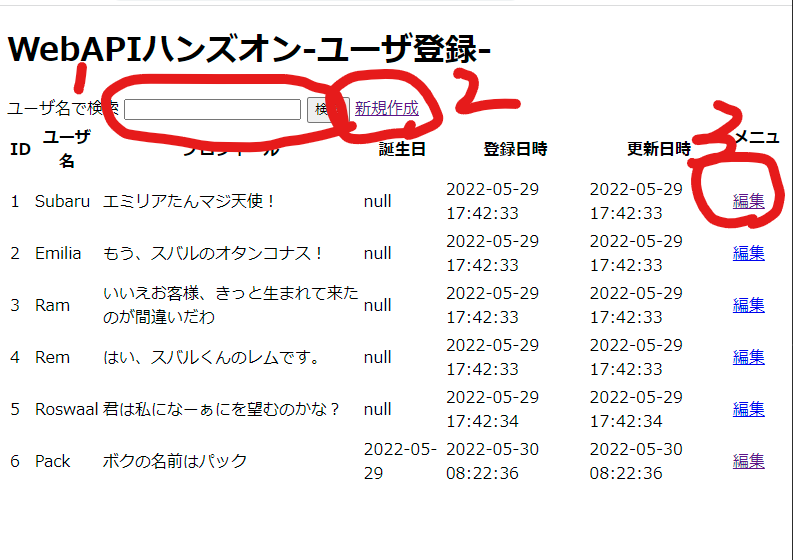 WebAPIハンズオン-ユーザ登録-
1 2 3
ユーザ名で検索 検 新規作成
ID ユーザ名 誕生日 登録日時 更新日時 メニュ
1 Subaru エミリアたんマジ天使！ null 2022-05-29 17:42:33 2022-05-29 17:42:33 編集
2 Emilia もう、スバルのオタンコナス！ null 2022-05-29 17:42:33 2022-05-29 17:42:33 編集
3 Ram いいえお客様、きっと生まれて来たのが間違いだわ null 2022-05-29 17:42:33 2022-05-29 17:42:33 編集
4 Rem はい、スバルくんのレムです。 null 2022-05-29 17:42:33 2022-05-29 17:42:33 編集
5 Roswaal 君は私になーぁにを望むのかな？ null 2022-05-29 17:42:34 2022-05-29 17:42:34 編集
6 Pack ボクの名前はパック 2022-05-29 2022-05-30 08:22:36 2022-05-30 08:22:36 編集